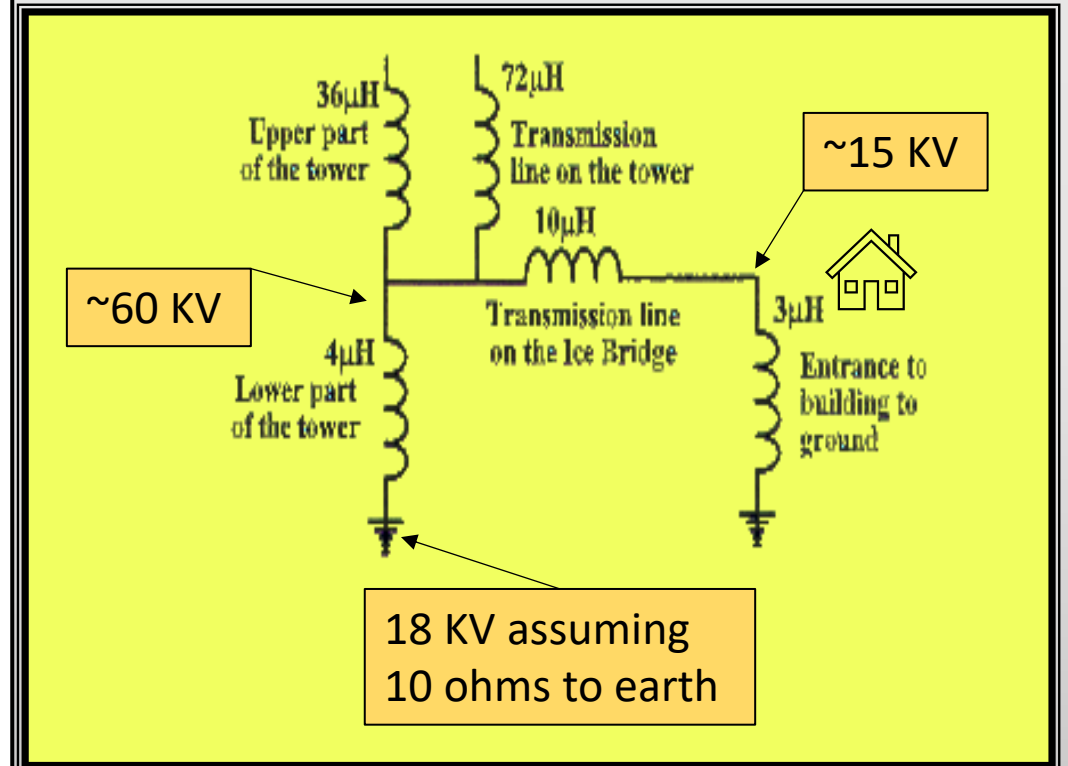 36µH
Upper part
of the tower
72µH
Transmission
line on the tower
~15 KV
10µH
~60 KV
Transmission line
on the Ice Bridge
3µH
Entrance to
building to
ground
4µH
Lower part
of the tower
18 KV assuming
10 ohms to earth